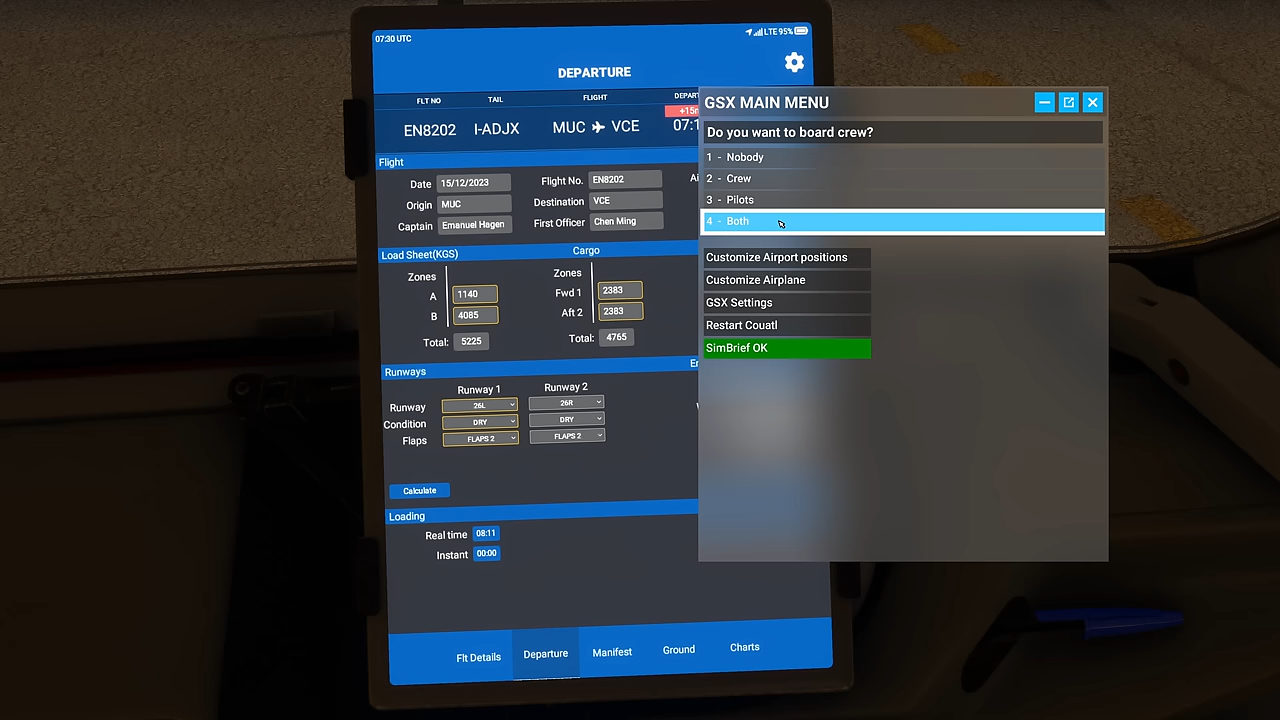 07:30 UTC
LTE 95%
DEPARTURE
FLT NO TAIL FLIGHT
EN8202 I-ADJX MUC VCE
+15
07:1
Flight
Date 15/12/2023 Flight No. EN8202
Origin MUC Destination VCE
Captain Emanuel Hagen First Officer Chen Ming
Load Sheet(KGS) Cargo
Zones Zones
A 1140 Fwd 1 2383
B 4085 Aft 2 2383
Total: 5225 Total: 4765
Runways
Runway 1 Runway 2
Runway 26L 26R
Condition DRY DRY
Flaps FLAPS 2 FLAPS 2
Calculate
Loading
Real time 08:11
Instant 00:00
Flt Details Departure Manifest Ground Charts
GSX MAIN MENU
Do you want to board crew?
1 - Nobody
2 - Crew
3 - Pilots
4 - Both
Customize Airport positions
Customize Airplane
GSX Settings
Restart Couatl
SimBrief OK